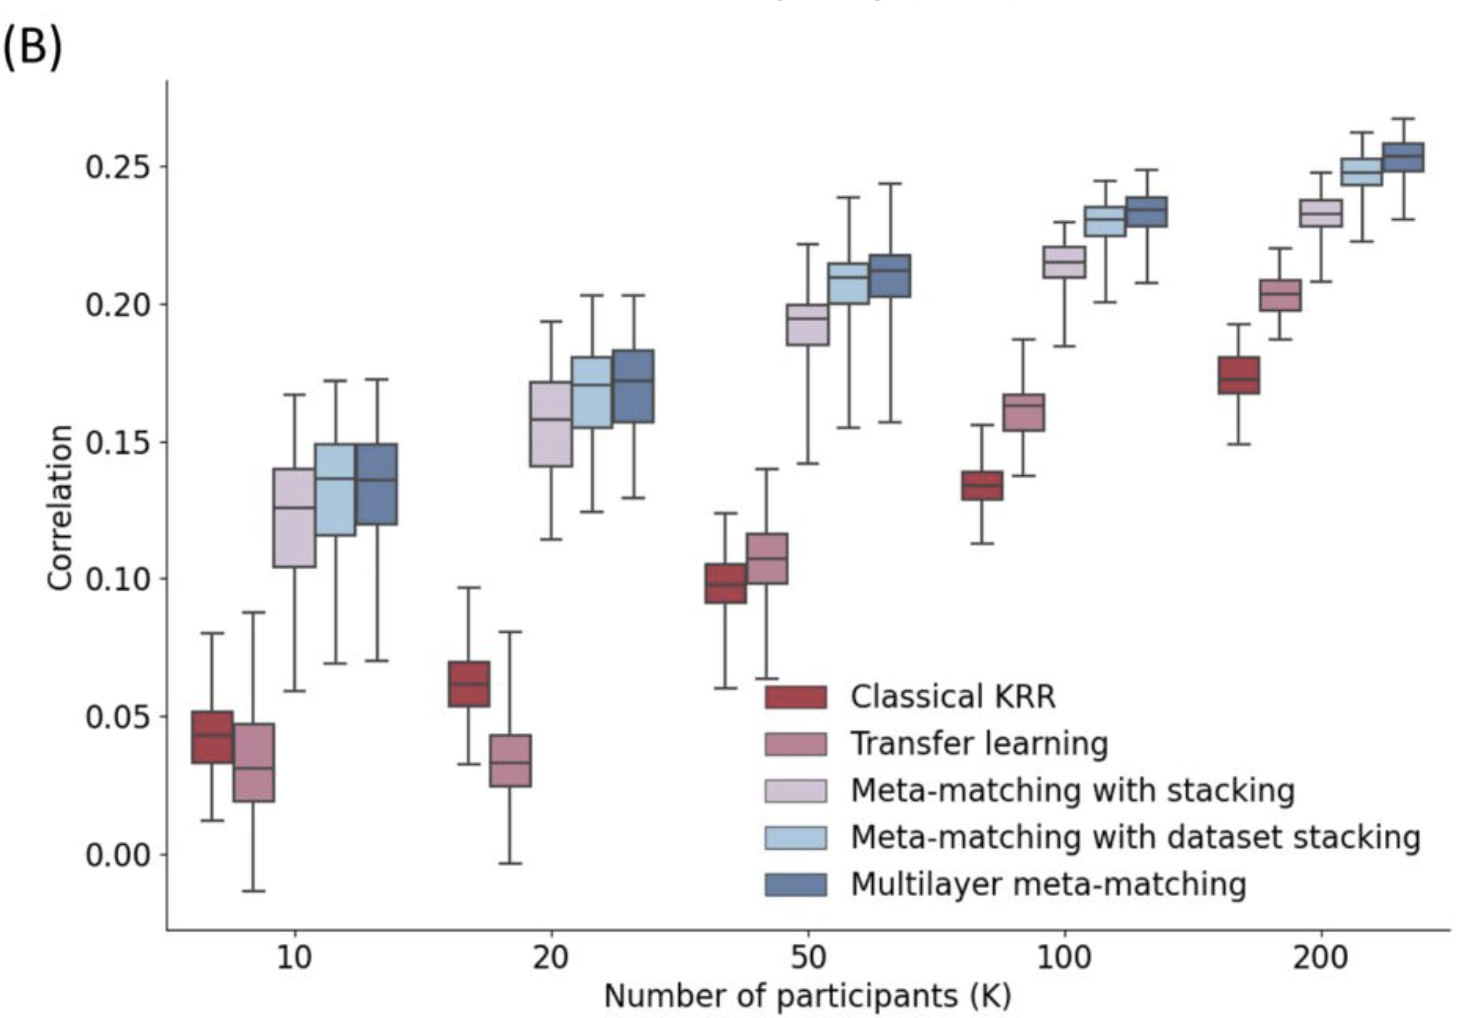 (B)
0.25
0.20
0.15
0.10
0.05
0.00
Correlation
Classical KRR
Transfer learning
Meta-matching with stacking
Meta-matching with dataset stacking
Multilayer meta-matching
10 20 50 100 200
Number of participants (K)